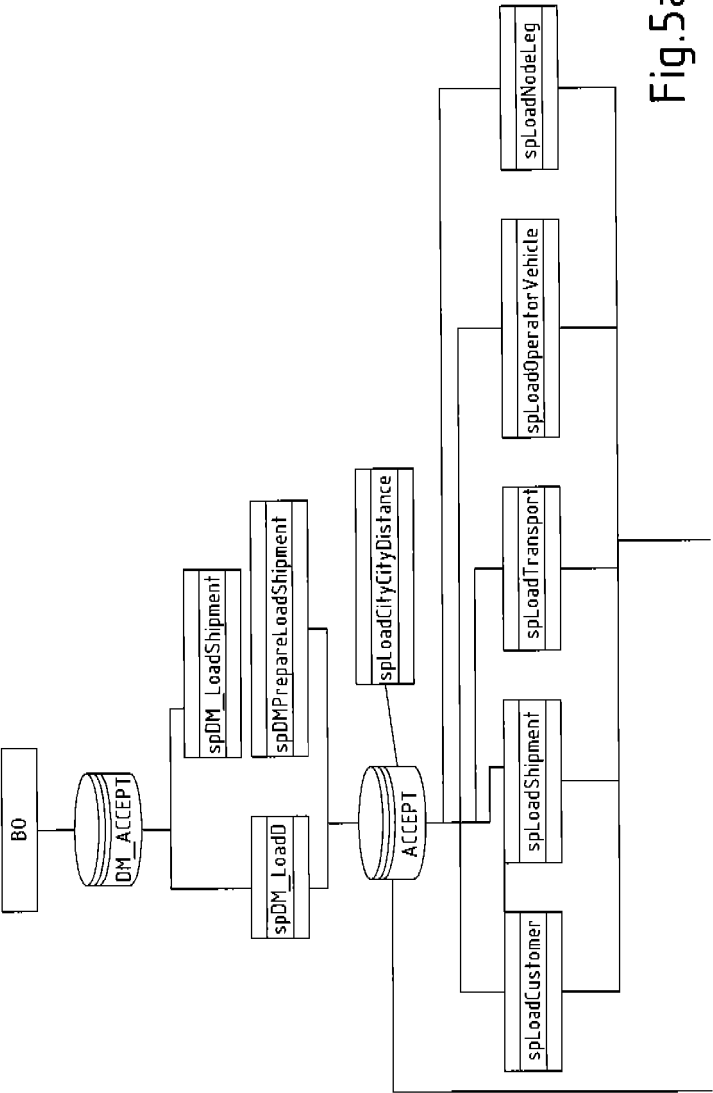 BO
DM_ACCEPT
spDM_LoadShipment
spDM_LoadD
spDMPrepareLoadShipment
spLoadCityCityDistance
ACCEPT
spLoadCustomer
spLoadShipment
spLoadTransport
spLoadOperatorVehicle
spLoadNodeLeg
Fig.5a